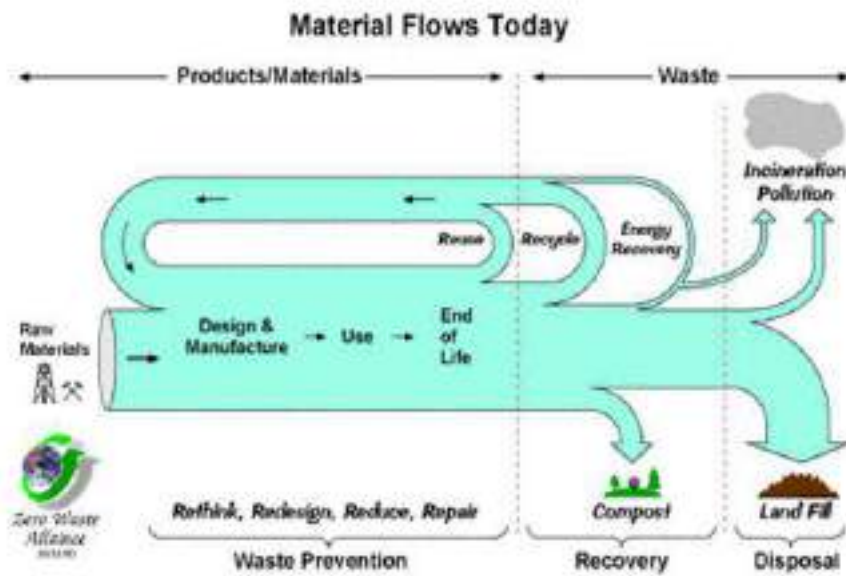 Material Flows Today
Products/Materials
Waste
Incineration
Pollution
Reuse
Recycle
Energy
Recovery
Raw
Materials
Design &
Manufacture
Use
End
of
Life
Zero Waste
Alliance
Rethink, Redesign, Reduce, Repair
Compost
Land Fill
Waste Prevention
Recovery
Disposal